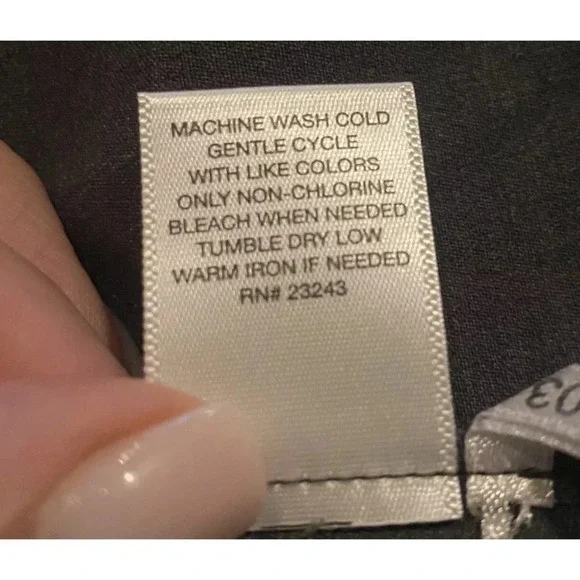 MACHINE WASH COLD
GENTLE CYCLE
WITH LIKE COLORS
ONLY NON-CHLORINE
BLEACH WHEN NEEDED
TUMBLE DRY LOW
WARM IRON IF NEEDED
RN# 23243
03